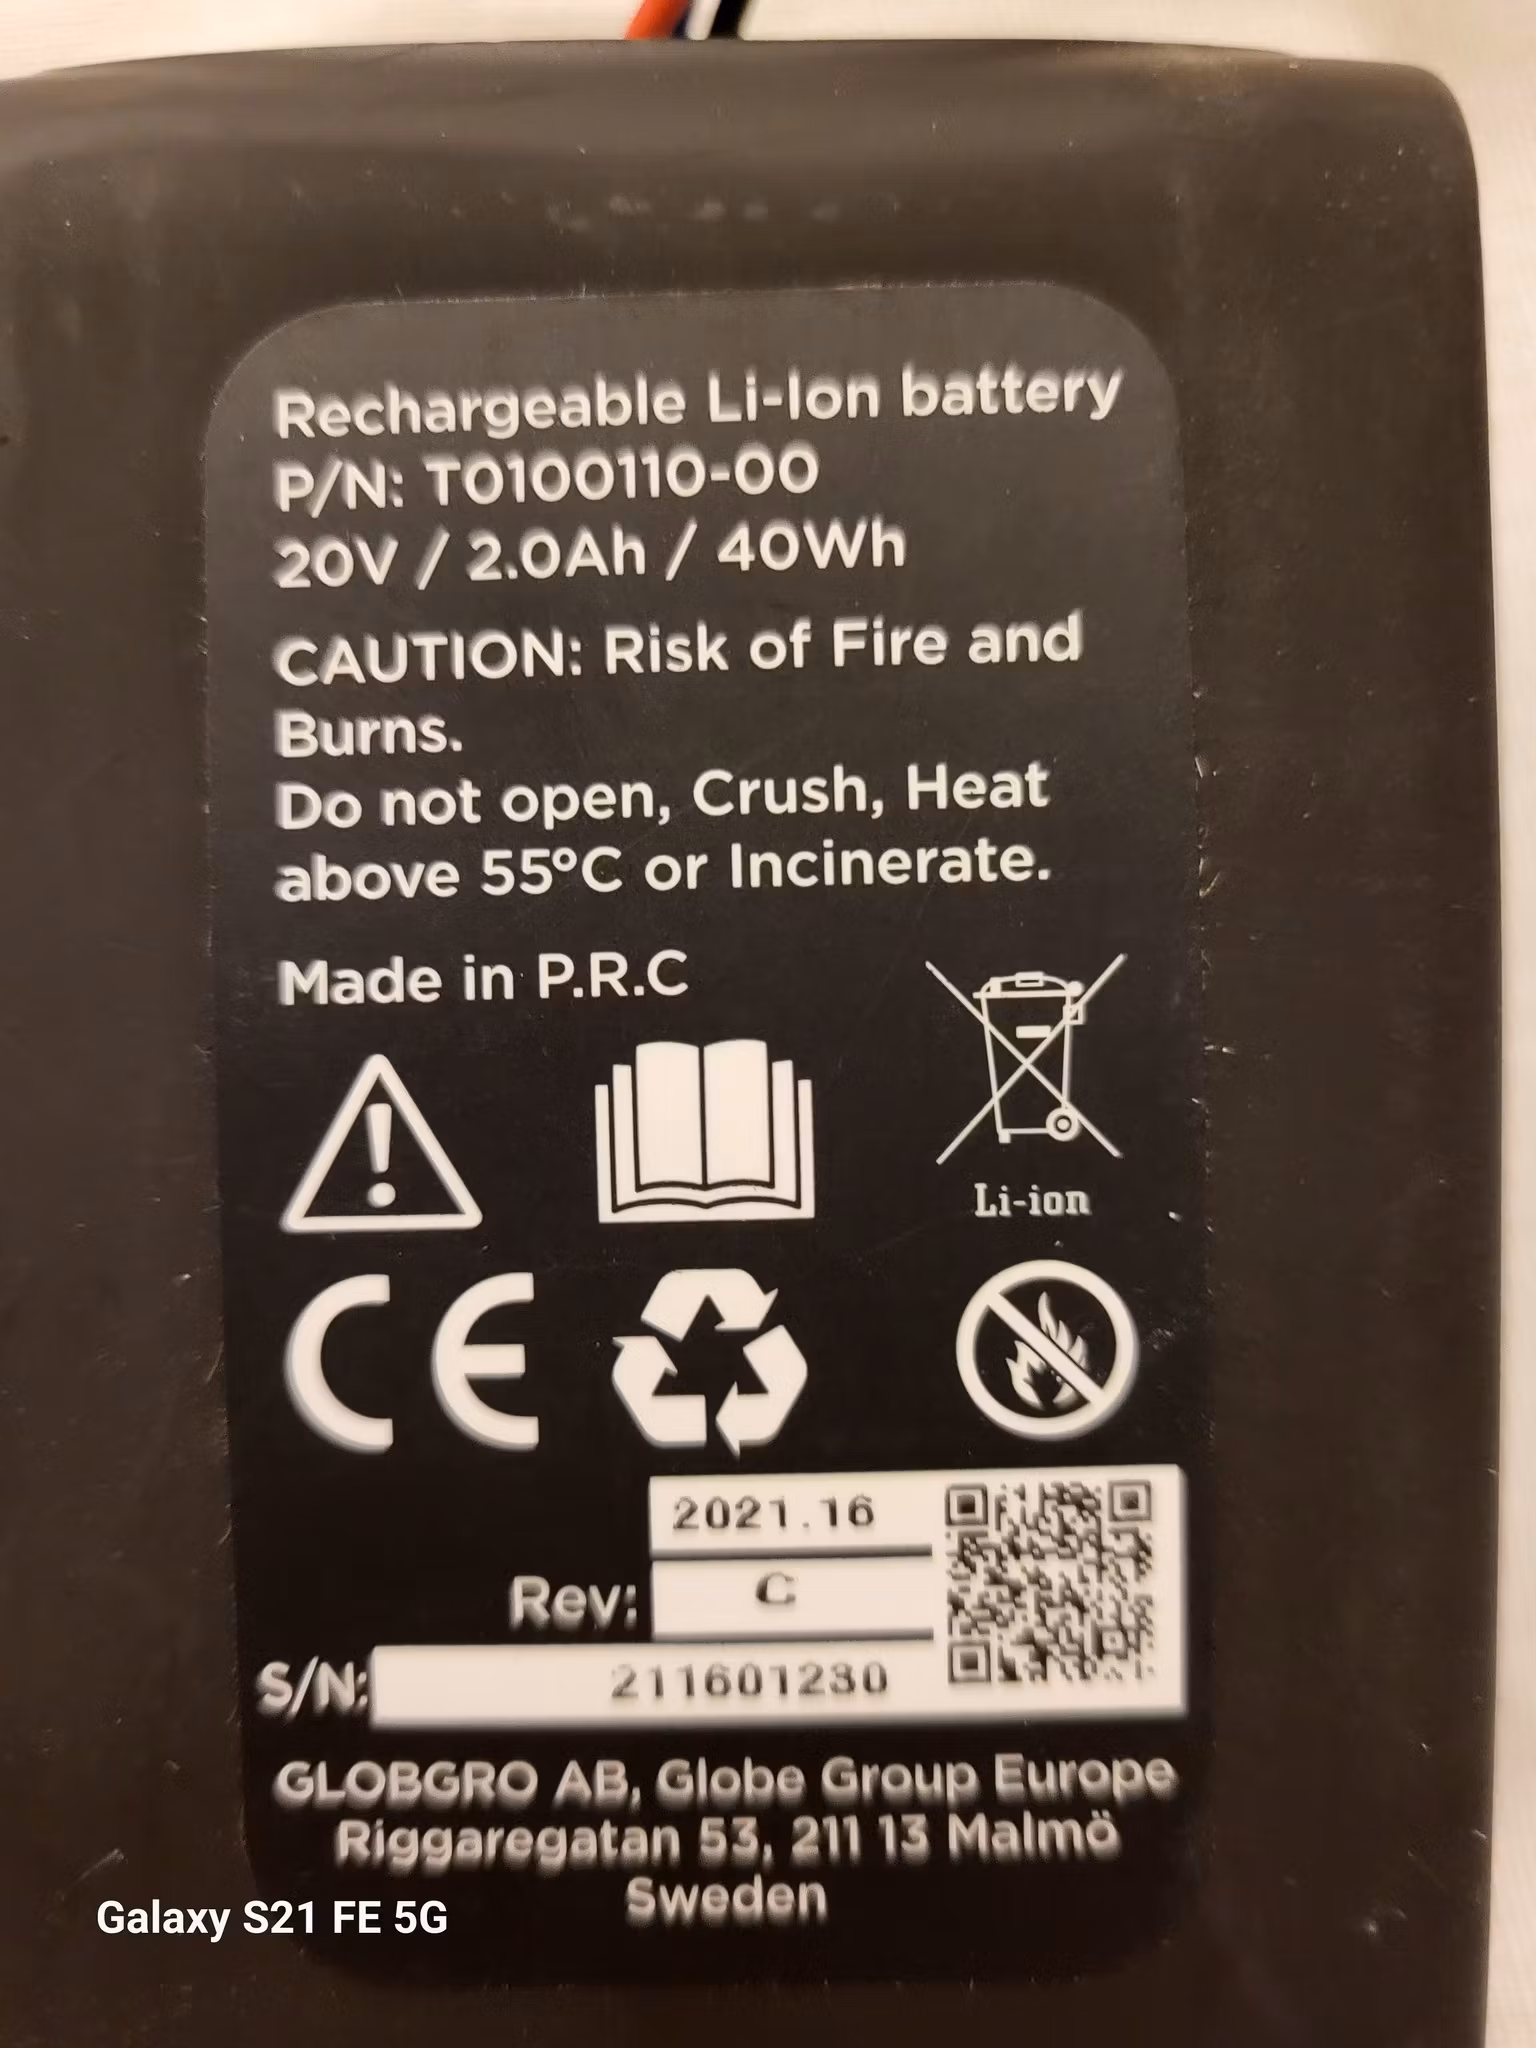 Rechargeable Li-Ion battery
P/N: T0100110-00
20V / 2.0Ah / 40Wh
CAUTION: Risk of Fire and
Burns.
Do not open, Crush, Heat
above 55°C or Incinerate.
Made in P.R.C
Li-ion
CE
2021.16
Rev: C
S/N: 211601230
GLOBGRO AB, Globe Group Europe
Riggaregatan 53, 211 13 Malmö
Sweden
Galaxy S21 FE 5G